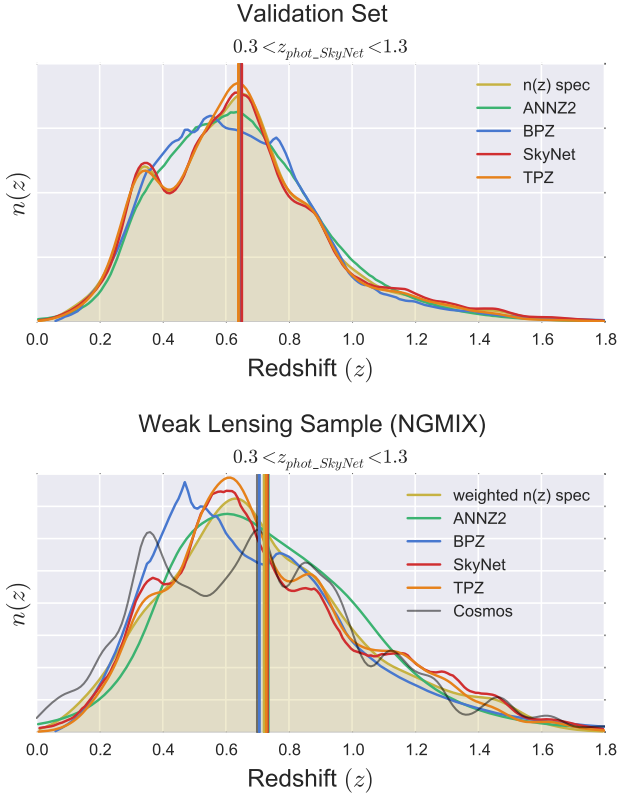 Validation Set
0.3 < z_phot_SkyNet < 1.3
n(z)
n(z) spec
ANNZ2
BPZ
SkyNet
TPZ
0.0 0.2 0.4 0.6 0.8 1.0 1.2 1.4 1.6 1.8
Redshift (z)
Weak Lensing Sample (NGMIX)
0.3 < z_phot_SkyNet < 1.3
n(z)
weighted n(z) spec
ANNZ2
BPZ
SkyNet
TPZ
Cosmos
0.0 0.2 0.4 0.6 0.8 1.0 1.2 1.4 1.6 1.8
Redshift (z)